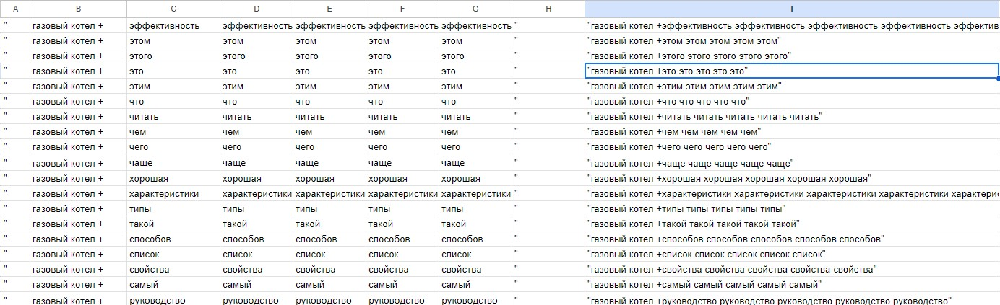 A B C D E F G H I
" газовый котел + эффективность эффективность эффективность эффективность эффективность " "газовый котел +эффективность эффективность эффективность эффективность эффектив
" газовый котел + этом этом этом этом этом " "газовый котел +этом этом этом этом этом"
" газовый котел + этого этого этого этого этого " "газовый котел +этого этого этого этого этого"
" газовый котел + это это это это это " "газовый котел +это это это это это"
" газовый котел + этим этим этим этим этим " "газовый котел +этим этим этим этим этим"
" газовый котел + что что что что что " "газовый котел +что что что что что"
" газовый котел + читать читать читать читать читать " "газовый котел +читать читать читать читать читать"
" газовый котел + чем чем чем чем чем " "газовый котел +чем чем чем чем чем"
" газовый котел + чего чего чего чего чего " "газовый котел +чего чего чего чего чего"
" газовый котел + чаще чаще чаще чаще чаще " "газовый котел +чаще чаще чаще чаще чаще"
" газовый котел + хорошая хорошая хорошая хорошая хорошая " "газовый котел +хорошая хорошая хорошая хорошая хорошая"
" газовый котел + характеристики характеристики характеристики характеристики характеристики " "газовый котел +характеристики характеристики характеристики характеристики характери
" газовый котел + типы типы типы типы типы " "газовый котел +типы типы типы типы типы"
" газовый котел + такой такой такой такой такой " "газовый котел +такой такой такой такой такой"
" газовый котел + способов способов способов способов способов " "газовый котел +способов способов способов способов способов"
" газовый котел + список список список список список " "газовый котел +список список список список список"
" газовый котел + свойства свойства свойства свойства свойства " "газовый котел +свойства свойства свойства свойства свойства"
" газовый котел + самый самый самый самый самый " "газовый котел +самый самый самый самый самый"
" газовый котел + руководство руководство руководство руководство руководство " "газовый котел +руководство руководство руководство руководство руководство"